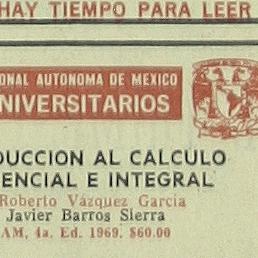 HAY TIEMPO PARA LEER
ONAL AUTONOMA DE MEXICO
NIVERSITARIOS
DUCCION AL CALCULO
ENCIAL E INTEGRAL
Roberto Vázquez García
Javier Barros Sierra
AM, 4a. Ed. 1969. $60.00